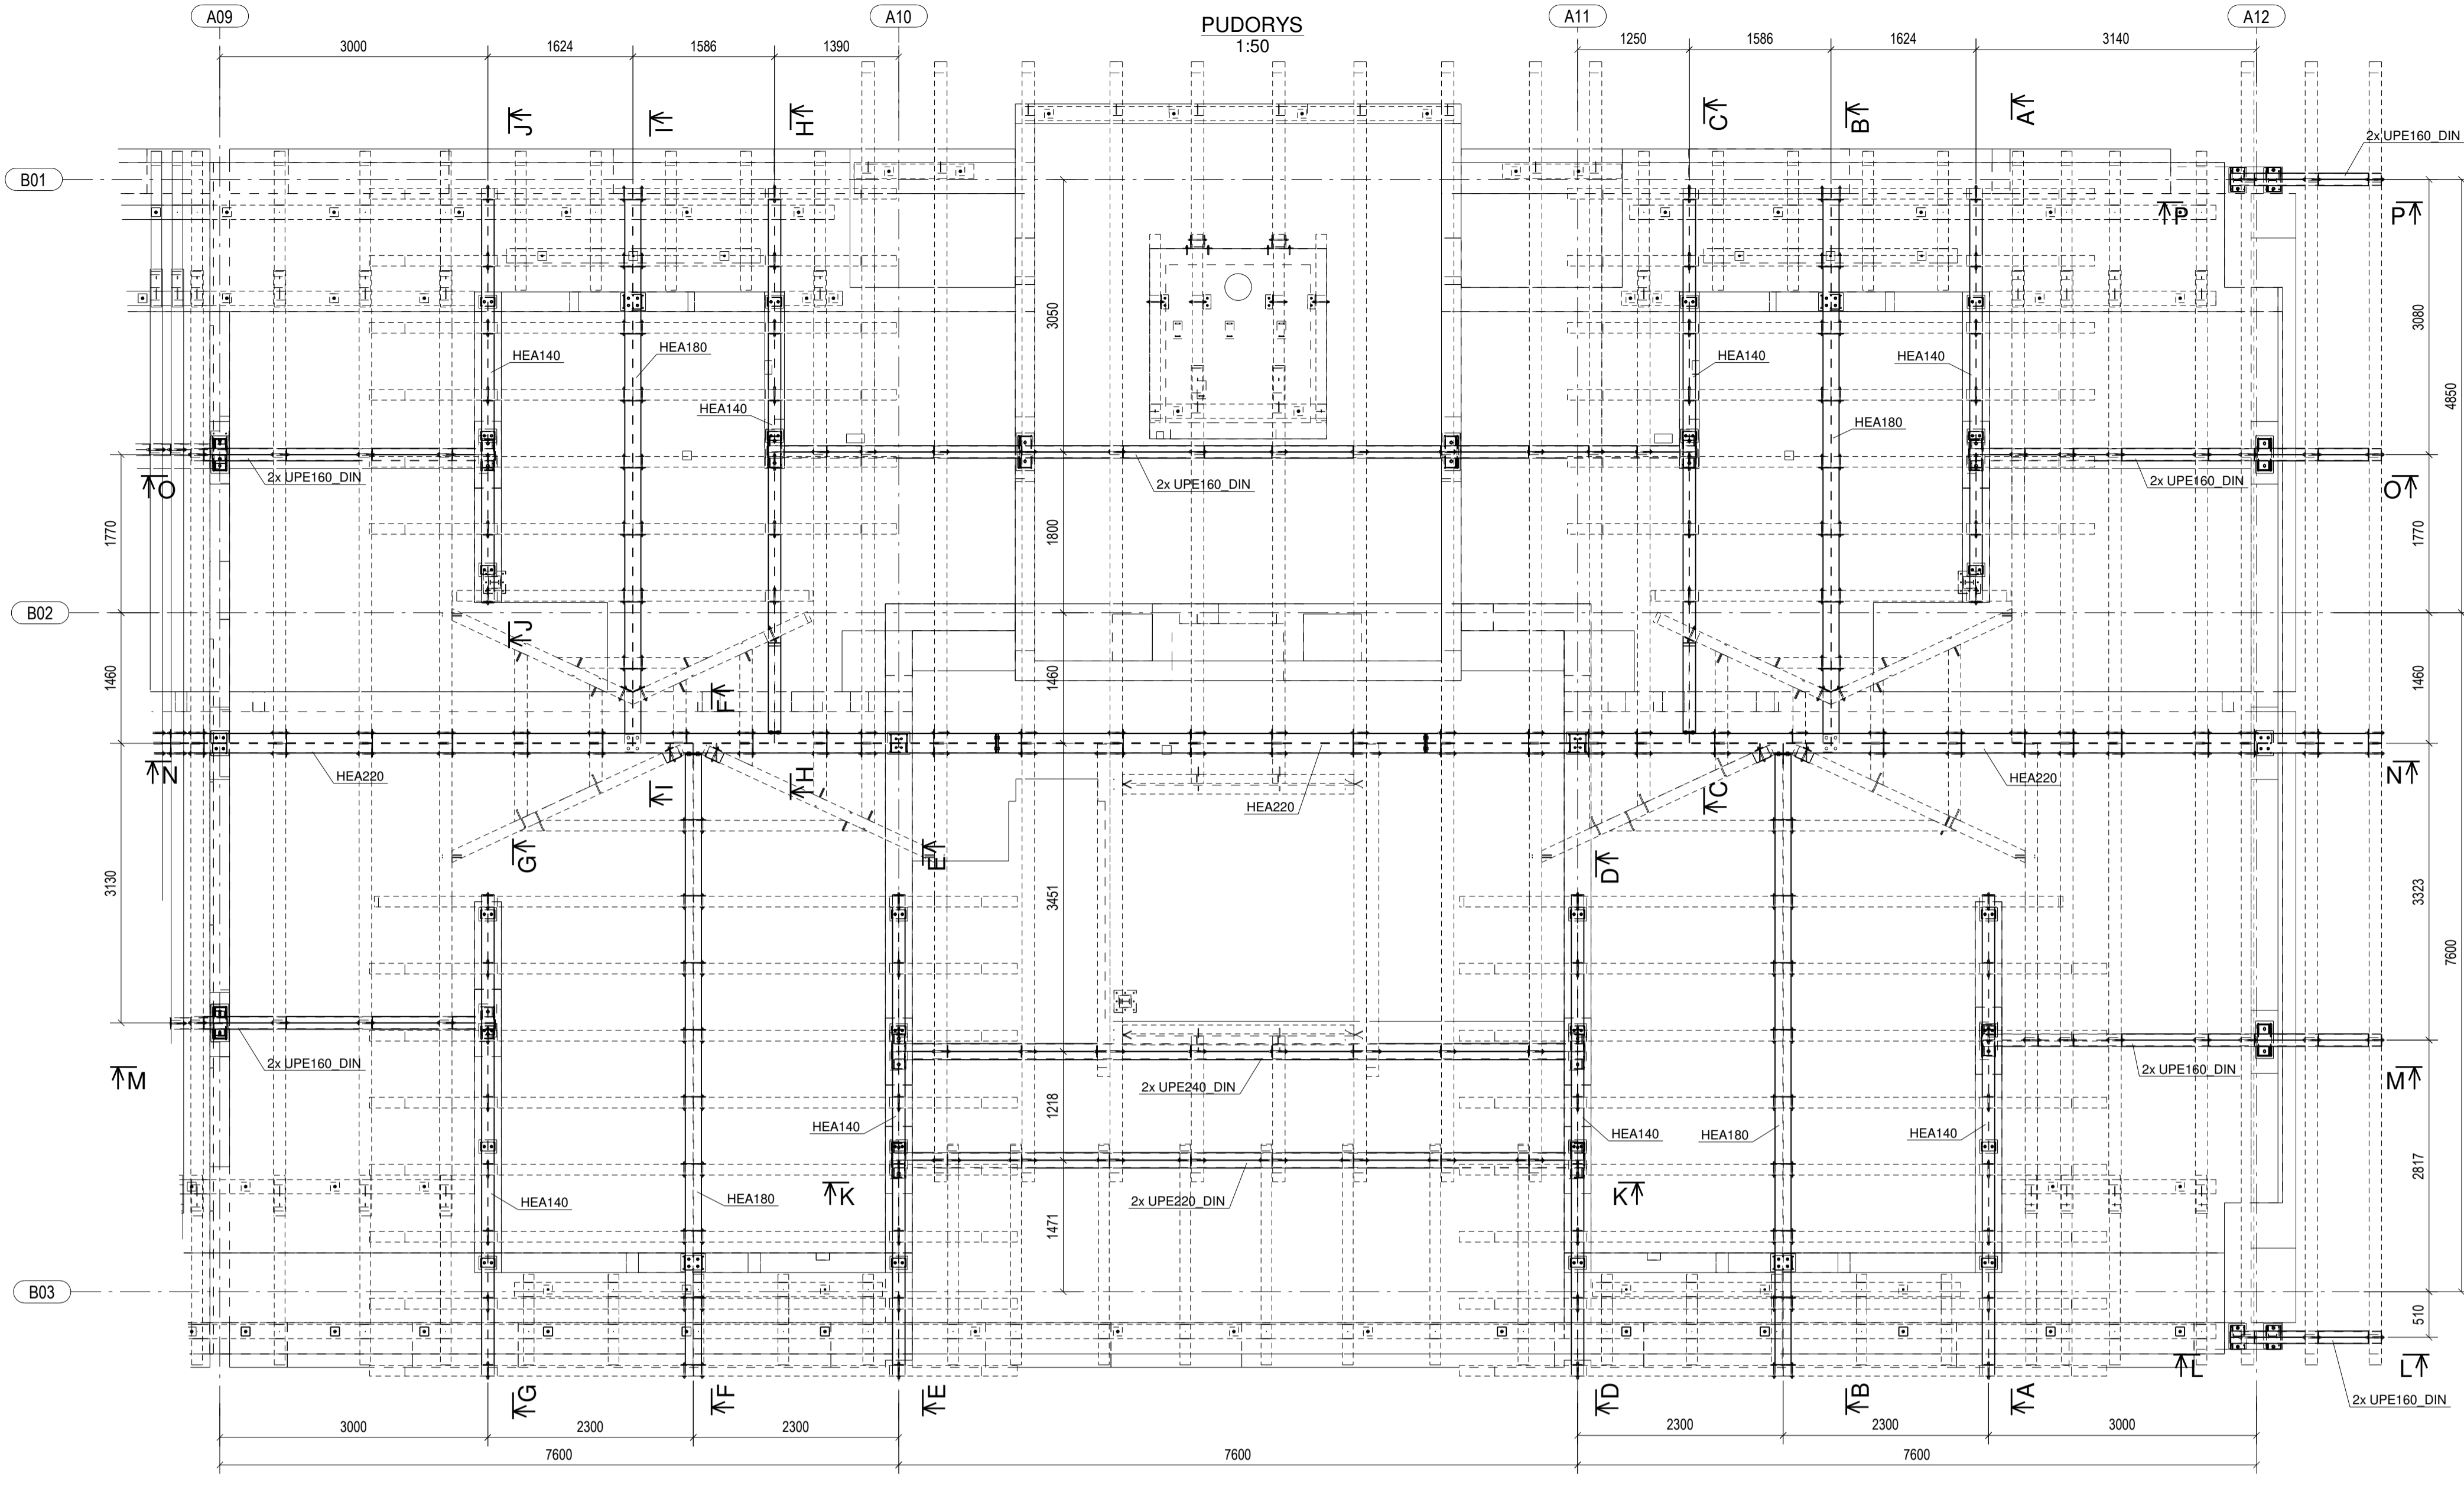 A09
A10
PUDORYS
1:50
A11
A12
3000
1624
1586
1390
1250
1586
1624
3140
J
I
H
C
B
A
2x UPE160_DIN
B01
P
P
3050
3080
4850
HEA140
HEA180
HEA140
HEA140
HEA140
HEA180
2x UPE160_DIN
2x UPE160_DIN
2x UPE160_DIN
O
O
1770
1800
1770
B02
J
1460
1460
1460
F
N
HEA220
H
I
HEA220
C
HEA220
N
G
E
D
3130
3451
3323
7600
2x UPE160_DIN
2x UPE160_DIN
M
2x UPE240_DIN
M
1218
HEA140
HEA140
HEA180
HEA140
HEA140
HEA180
K
K
2x UPE220_DIN
2817
1471
B03
510
L
L
G
F
E
D
B
A
2x UPE160_DIN
3000
2300
2300
2300
2300
3000
7600
7600
7600